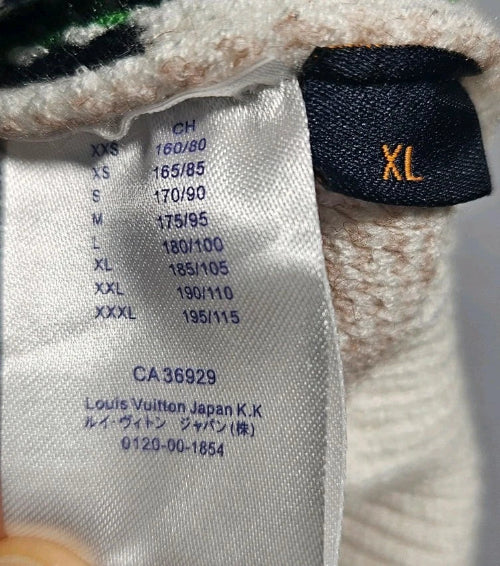 CH
XXS 160/80
XS 165/85
S 170/90
M 175/95
L 180/100
XL 185/105
XXL 190/110
XXXL 195/115
CA 36929
Louis Vuitton Japan K.K
ルイ・ヴィトン ジャパン(株)
0120-00-1854
XL